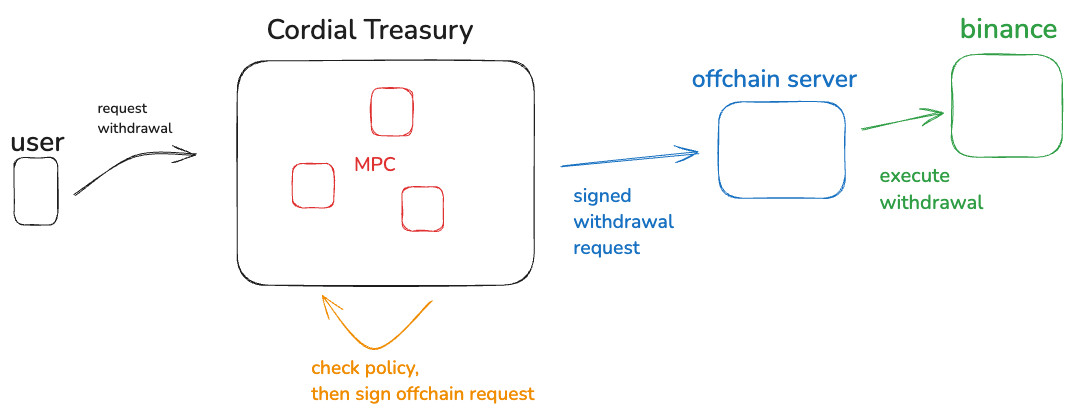 Cordial Treasury
binance
offchain server
request
withdrawal
user
MPC
signed
withdrawal
request
execute
withdrawal
check policy,
then sign offchain request